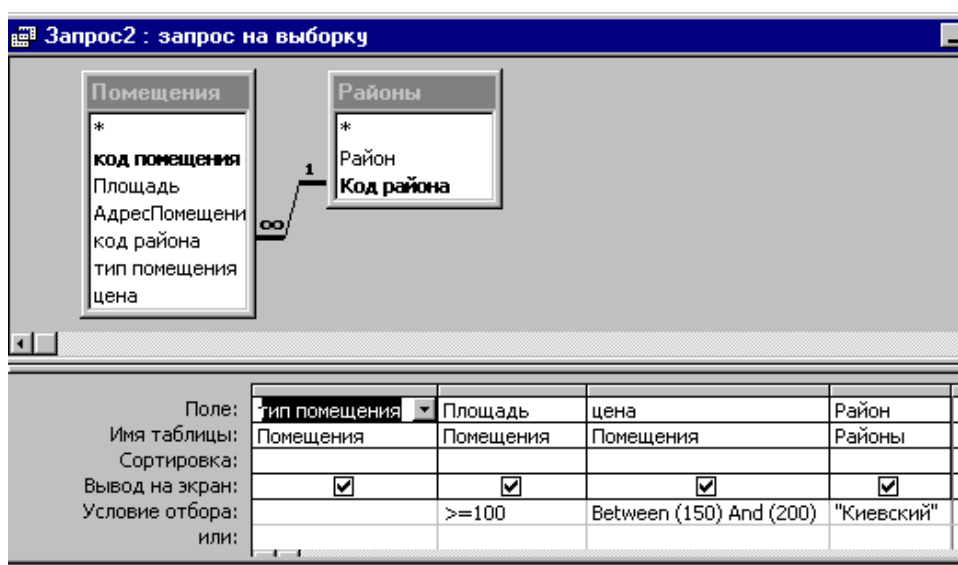 Запрос2 : запрос на выборку
Помещения
*
код помещения
Площадь
АдресПомещени
код района
тип помещения
цена
Районы
*
Район
Код района
1
∞
Поле: тип помещения Площадь цена Район
Имя таблицы: Помещения Помещения Помещения Районы
Сортировка:
Вывод на экран:
Условие отбора: >=100 Between (150) And (200) "Киевский"
или: